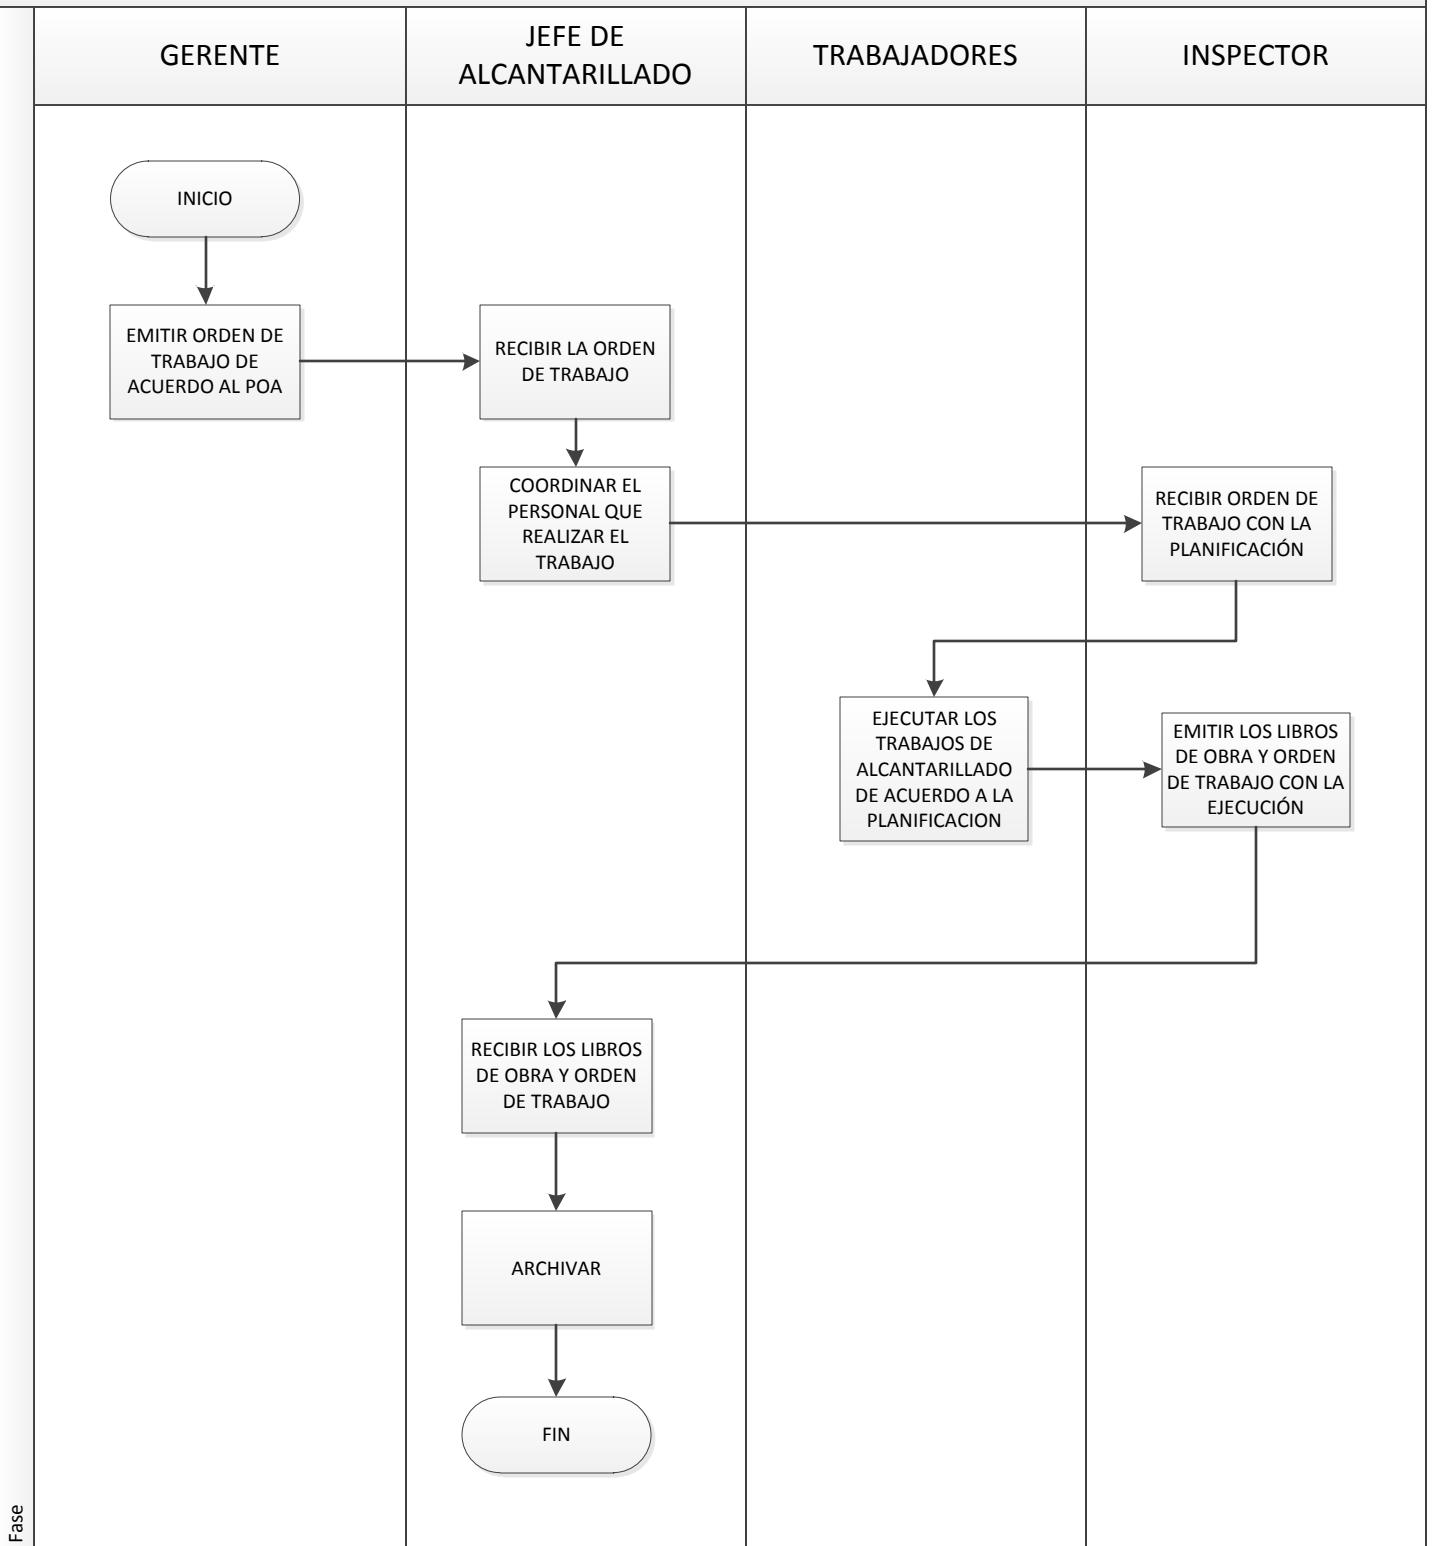 GERENTE
JEFE DE
ALCANTARILLADO
TRABAJADORES
INSPECTOR
INICIO
EMITIR ORDEN DE
TRABAJO DE
ACUERDO AL POA
RECIBIR LA ORDEN
DE TRABAJO
COORDINAR EL
PERSONAL QUE
REALIZAR EL
TRABAJO
RECIBIR ORDEN DE
TRABAJO CON LA
PLANIFICACIÓN
EJECUTAR LOS
TRABAJOS DE
ALCANTARILLADO
DE ACUERDO A LA
PLANIFICACION
EMITIR LOS LIBROS
DE OBRA Y ORDEN
DE TRABAJO CON LA
EJECUCIÓN
RECIBIR LOS LIBROS
DE OBRA Y ORDEN
DE TRABAJO
ARCHIVAR
FIN
Fase